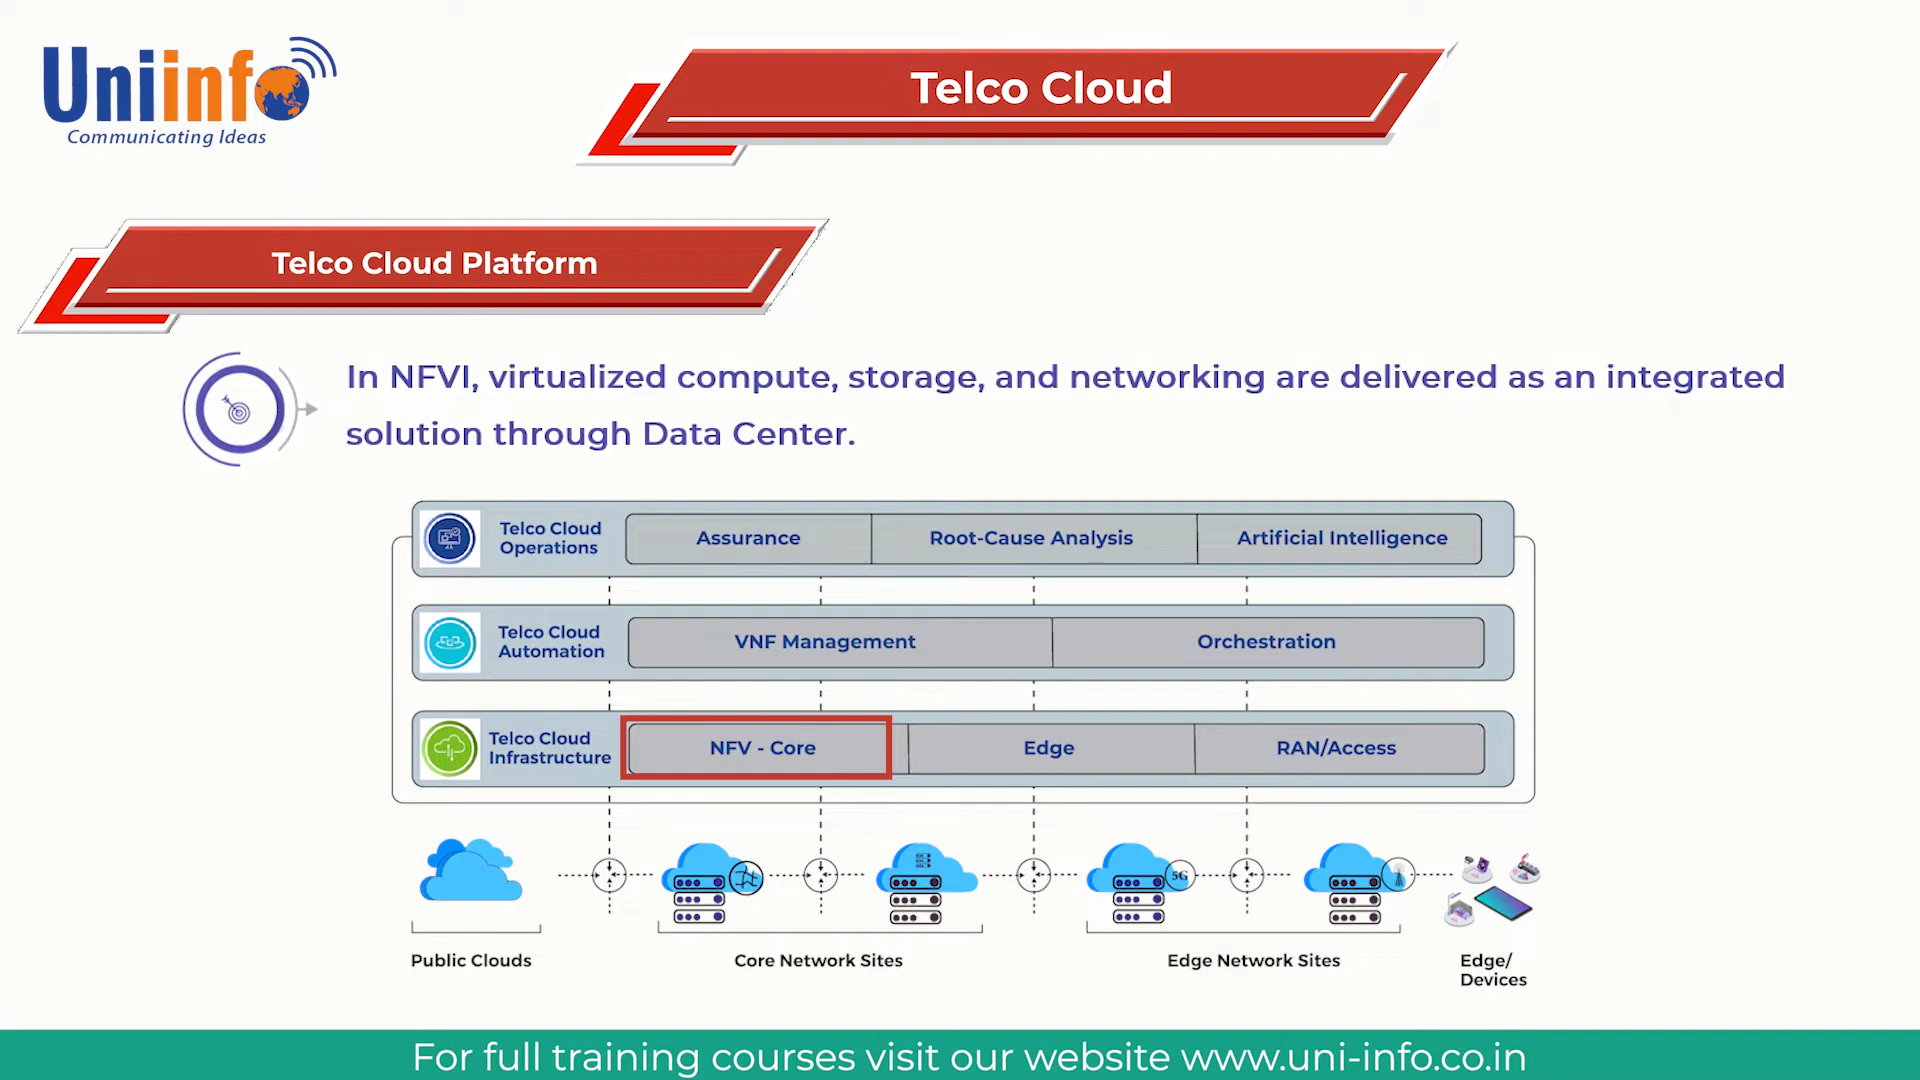 Uniinfo
Communicating Ideas
Telco Cloud
Telco Cloud Platform
In NFVI, virtualized compute, storage, and networking are delivered as an integrated
solution through Data Center.
Telco Cloud
Operations
Assurance
Root-Cause Analysis
Artificial Intelligence
Telco Cloud
Automation
VNF Management
Orchestration
Telco Cloud
Infrastructure
NFV - Core
Edge
RAN/Access
5G
Public Clouds
Core Network Sites
Edge Network Sites
Edge/
Devices
For full training courses visit our website www.uni-info.co.in